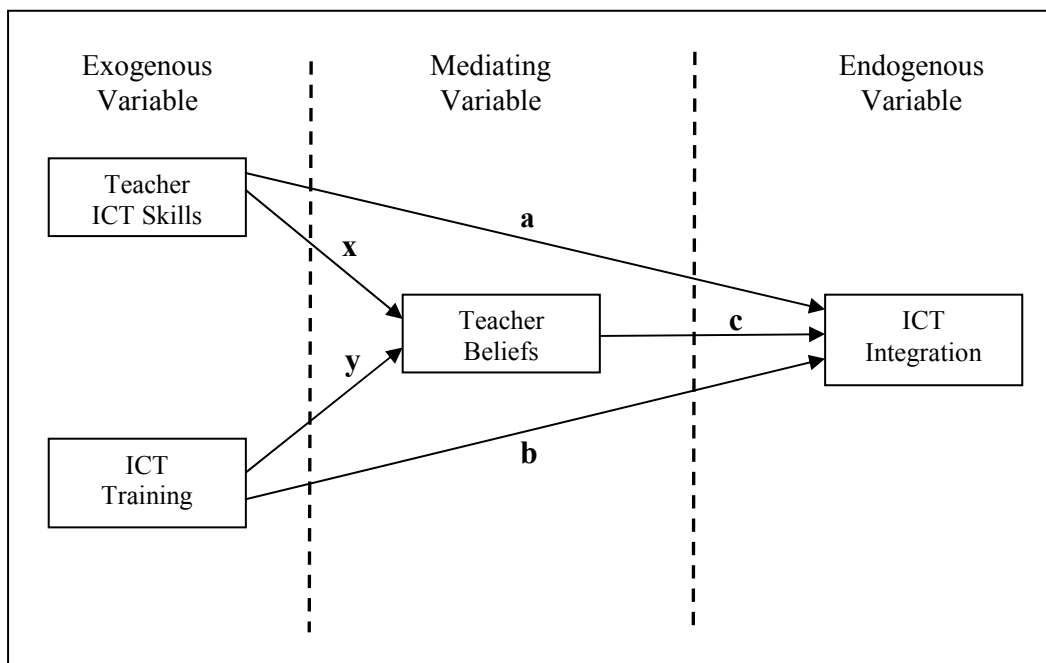 Exogenous
Variable
Mediating
Variable
Endogenous
Variable
Teacher
ICT Skills
a
x
Teacher
Beliefs
c
ICT
Integration
y
b
ICT
Training